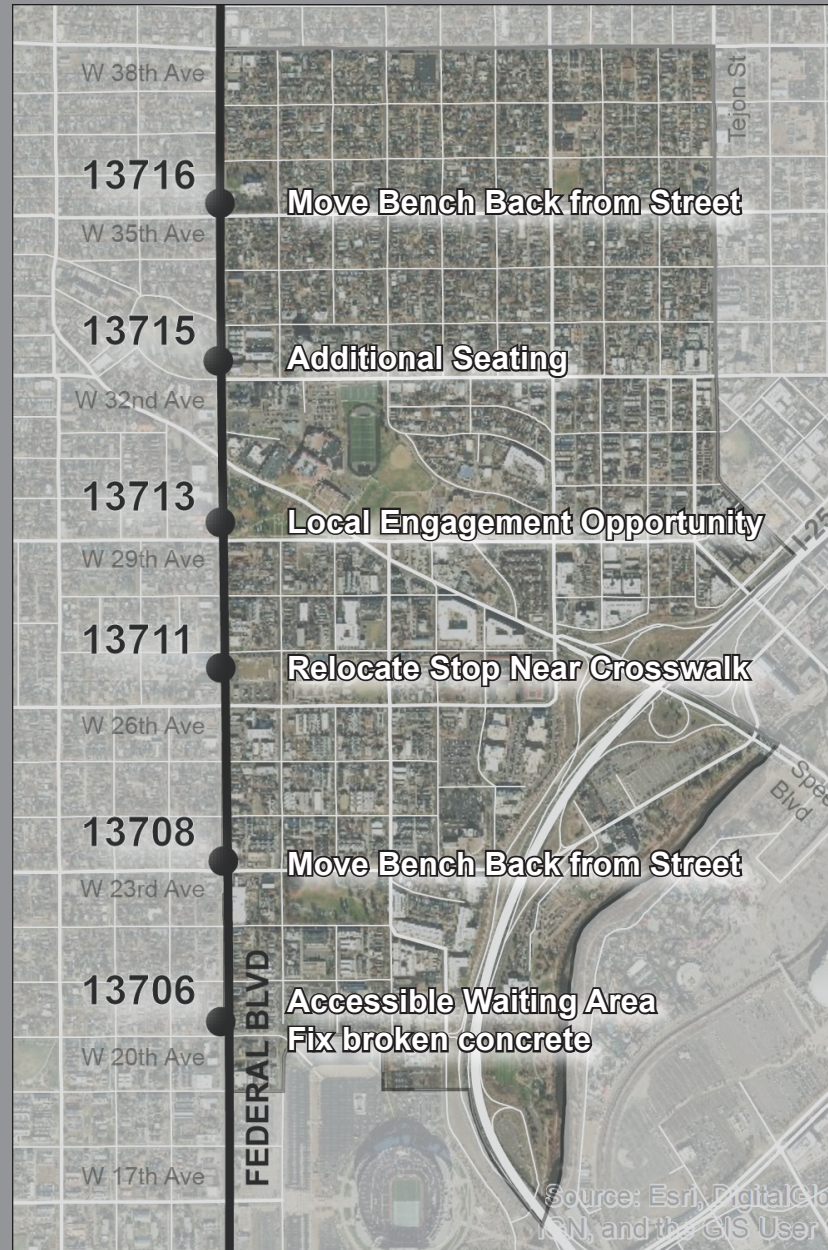 W 38th Ave
Tejon St
13716
Move Bench Back from Street
W 35th Ave
13715
Additional Seating
W 32nd Ave
13713
Local Engagement Opportunity
I-25
W 29th Ave
13711
Relocate Stop Near Crosswalk
W 26th Ave
Blvd
13708
Move Bench Back from Street
W 23rd Ave
13706
Accessible Waiting Area
Fix broken concrete
W 20th Ave
FEDERAL BLVD
W 17th Ave
Source: Esri, DigitalGlo
IGN, and the GIS User